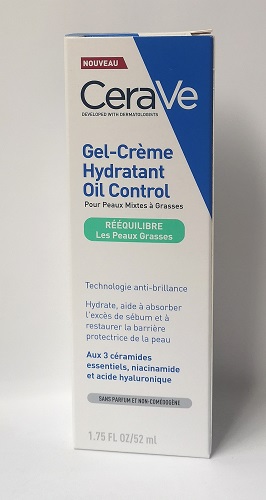 NOUVEAU
CeraVe
DEVELOPED WITH DERMATOLOGISTS
Gel-Crème
Hydratant
Oil Control
Pour Peaux Mixtes à Grasses
RÉÉQUILIBRE
Les Peaux Grasses
Technologie anti-brillance
Hydrate, aide à absorber
l'excès de sébum et à
restaurer la barrière
protectrice de la peau
Aux 3 céramides
essentiels, niacinamide
et acide hyaluronique
SANS PARFUM ET NON-COMÉDOGÈNE
1.75 FL OZ/52 ml